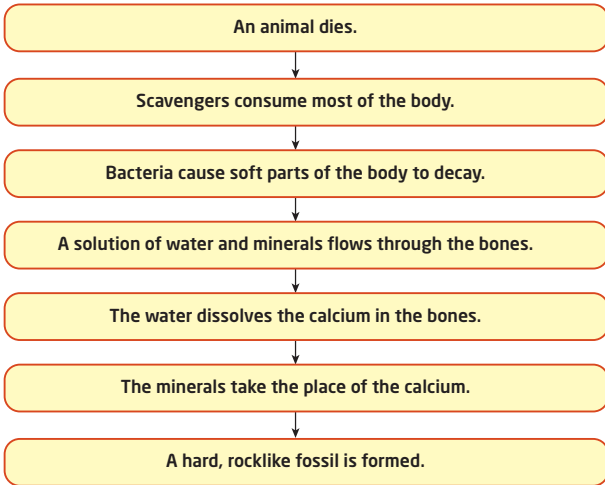 An animal dies.
Scavengers consume most of the body.
Bacteria cause soft parts of the body to decay.
A solution of water and minerals flows through the bones.
The water dissolves the calcium in the bones.
The minerals take the place of the calcium.
A hard, rocklike fossil is formed.